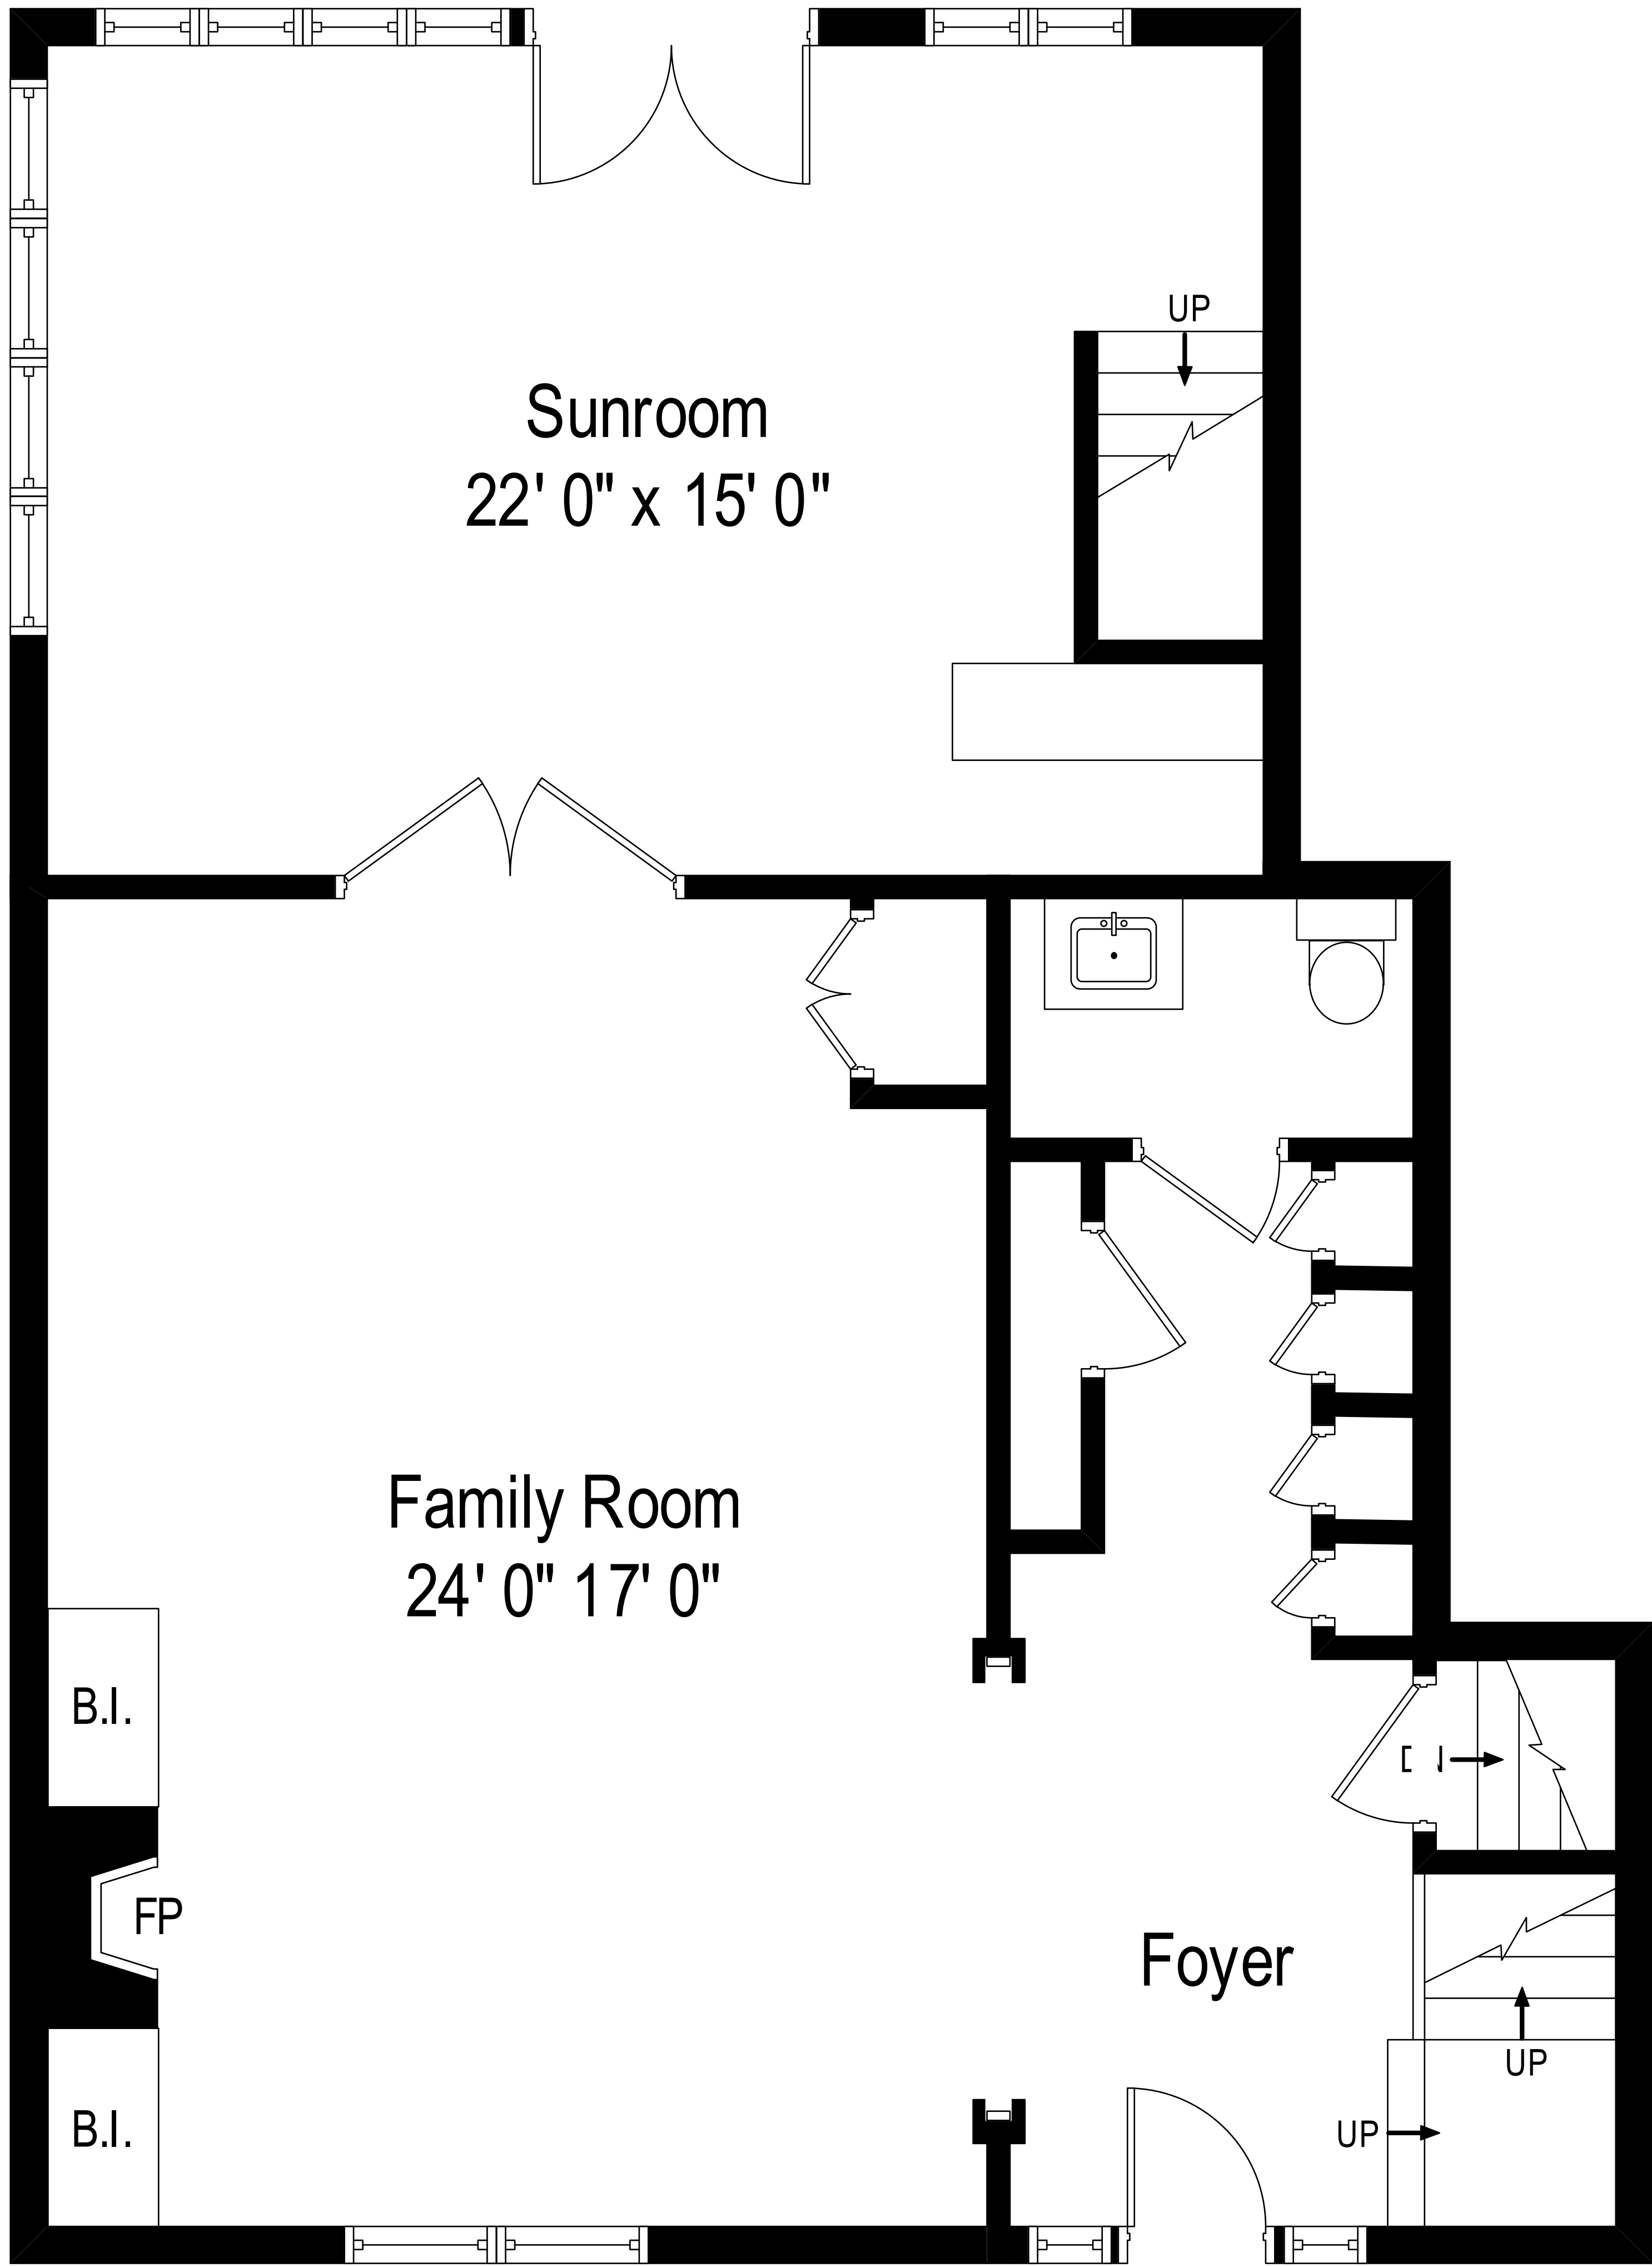 UP
Sunroom
22' 0" x 15' 0"
Family Room
24' 0" 17' 0"
B.I.
FP
Foyer
UP
UP
B.I.